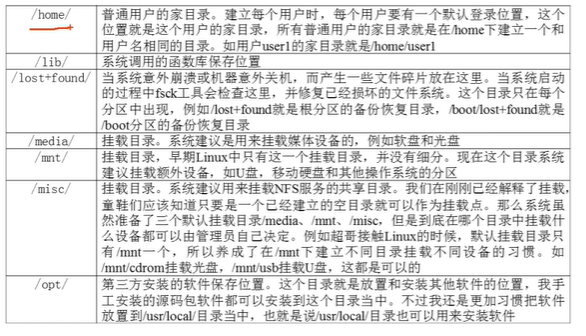 /home/
普通用户的家目录。建立每个用户时，每个用户要有一个默认登录位置，这个
位置就是这个用户的家目录，所有普通用户的家目录就是在/home下建立一个和
用户名相同的目录。如用户user1的家目录就是/home/user1
/lib/
系统调用的函数库保存位置
/lost+found/
当系统意外崩溃或机器意外关机，而产生一些文件碎片放在这里。当系统启动
的过程中fsck工具会检查这里，并修复已经损坏的文件系统。这个目录只在每个
分区中出现，例如/lost+found就是根分区的备份恢复目录，/boot/lost+found就是
/boot分区的备份恢复目录
/media/
挂载目录。系统建议是用来挂载媒体设备的，例如软盘和光盘
/mnt/
挂载目录，早期Linux中只有这一个挂载目录，并没有细分。现在这个目录系统
建议挂载额外设备，如U盘，移动硬盘和其他操作系统的分区
/misc/
挂载目录。系统建议用来挂载NFS服务的共享目录。我们在刚刚已经解释了挂载，
童鞋们应该知道只要是一个已经建立的空目录就可以作为挂载点。那么系统
虽然准备了三个默认挂载目录/media、/mnt、/misc，但是到底在哪个目录中挂载
什么设备都可以由管理员自己决定。例如超哥接触Linux的时候，默认挂载目录只
有/mnt一个，所以养成了在/mnt下建立不同目录挂载不同设备的习惯。如
/mnt/cdrom挂载光盘，/mnt/usb挂载U盘，这都是可以的
/opt/
第三方安装的软件保存位置。这个目录就是放置和安装其他软件的位置，我手
工安装的源码包软件都可以安装到这个目录当中。不过我还是更加习惯把软件
放置到/usr/local/目录当中，也就是说/usr/local/目录也可以用来安装软件